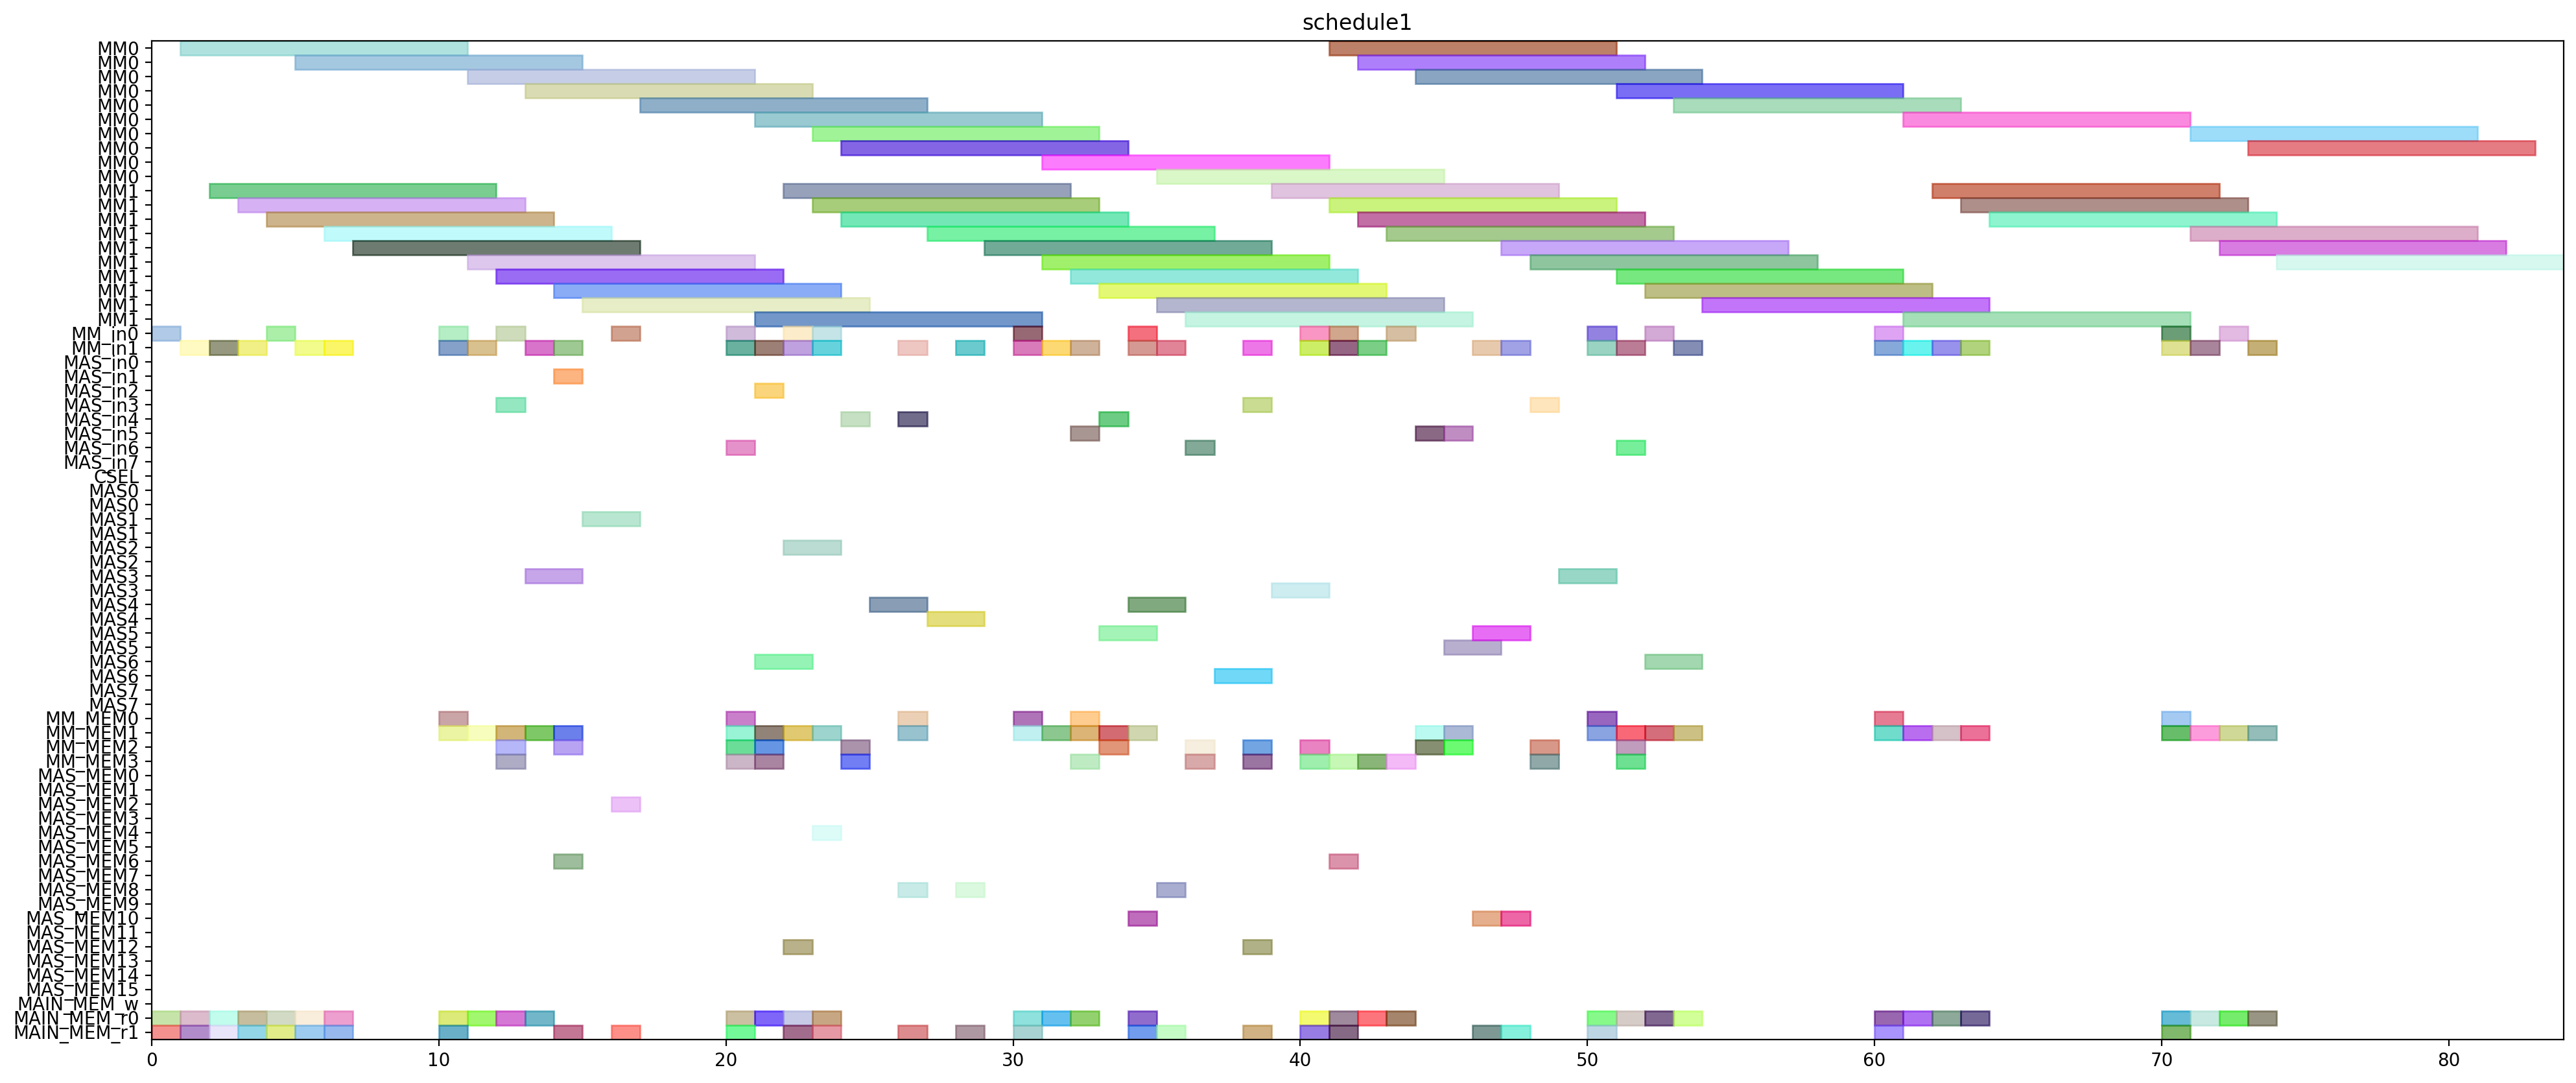 schedule1
MM0
MM0
MM0
MM0
MM0
MM0
MM0
MM0
MM0
MM0
MM1
MM1
MM1
MM1
MM1
MM1
MM1
MM1
MM1
MM1
MM_in0
MM_in1
MAS_in0
MAS_in1
MAS_in2
MAS_in3
MAS_in4
MAS_in5
MAS_in6
MAS_in7
CSEL
MAS0
MAS0
MAS1
MAS1
MAS2
MAS2
MAS3
MAS3
MAS4
MAS4
MAS5
MAS5
MAS6
MAS6
MAS7
MAS7
MM_MEM0
MM_MEM1
MM_MEM2
MM_MEM3
MAS_MEM0
MAS_MEM1
MAS_MEM2
MAS_MEM3
MAS_MEM4
MAS_MEM5
MAS_MEM6
MAS_MEM7
MAS_MEM8
MAS_MEM9
MAS_MEM10
MAS_MEM11
MAS_MEM12
MAS_MEM13
MAS_MEM14
MAS_MEM15
MAIN_MEM_w
MAIN_MEM_r0
MAIN_MEM_r1
0 10 20 30 40 50 60 70 80